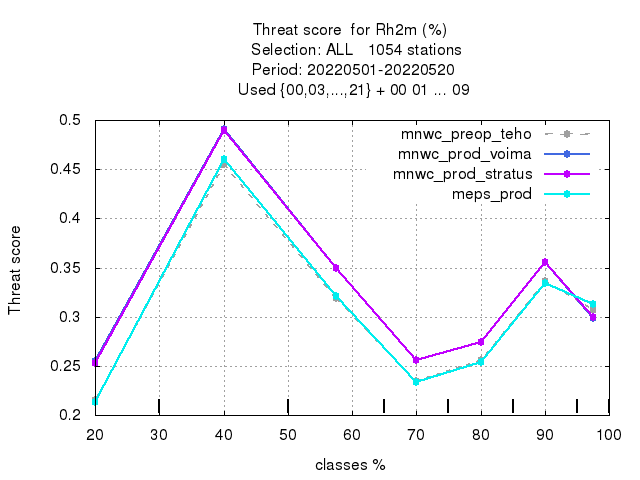 Threat score  for Rh2m (%)
Selection: ALL   1054 stations
Period: 20220501-20220520
Used {00,03,...,21} + 00 01 ... 09
mnwc_preop_teho
mnwc_prod_voima
mnwc_prod_stratus
meps_prod
Threat score
0.5
0.45
0.4
0.35
0.3
0.25
0.2
20 30 40 50 60 70 80 90 100
classes %